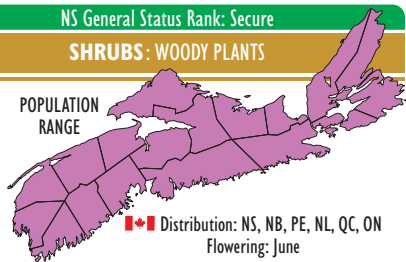 NS General Status Rank: Secure
SHRUBS: WOODY PLANTS
POPULATION
RANGE
Distribution: NS, NB, PE, NL, QC, ON
Flowering: June